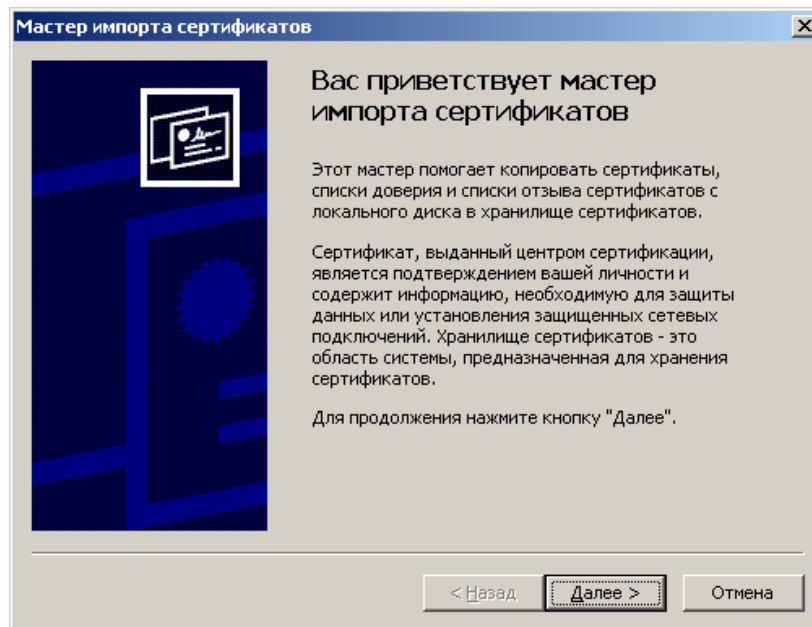 Мастер импорта сертификатов
Вас приветствует мастер
импорта сертификатов
Этот мастер помогает копировать сертификаты,
списки доверия и списки отзыва сертификатов с
локального диска в хранилище сертификатов.
Сертификат, выданный центром сертификации,
является подтверждением вашей личности и
содержит информацию, необходимую для защиты
данных или установления защищенных сетевых
подключений. Хранилище сертификатов - это
область системы, предназначенная для хранения
сертификатов.
Для продолжения нажмите кнопку "Далее".
< Назад Далее > Отмена